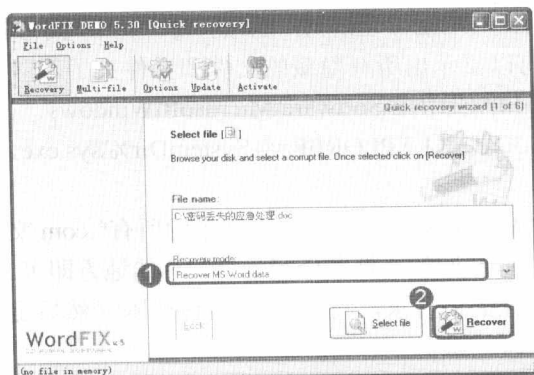 WordFIX DEMO 5.30 [Quick recovery]
File Options Help
Recovery Multi-file Options Update Activate
Quick recovery wizard [1 of 6]
Select file [ ]
Browse your disk and select a corrupt file. Once selected click on [Recover]
File name:
C:\密码丢失的应急处理.doc
Recovery mode:
1
Recover MS Word data
2
Back
Select file
Recover
WordFIX v.5
(no file in memory)